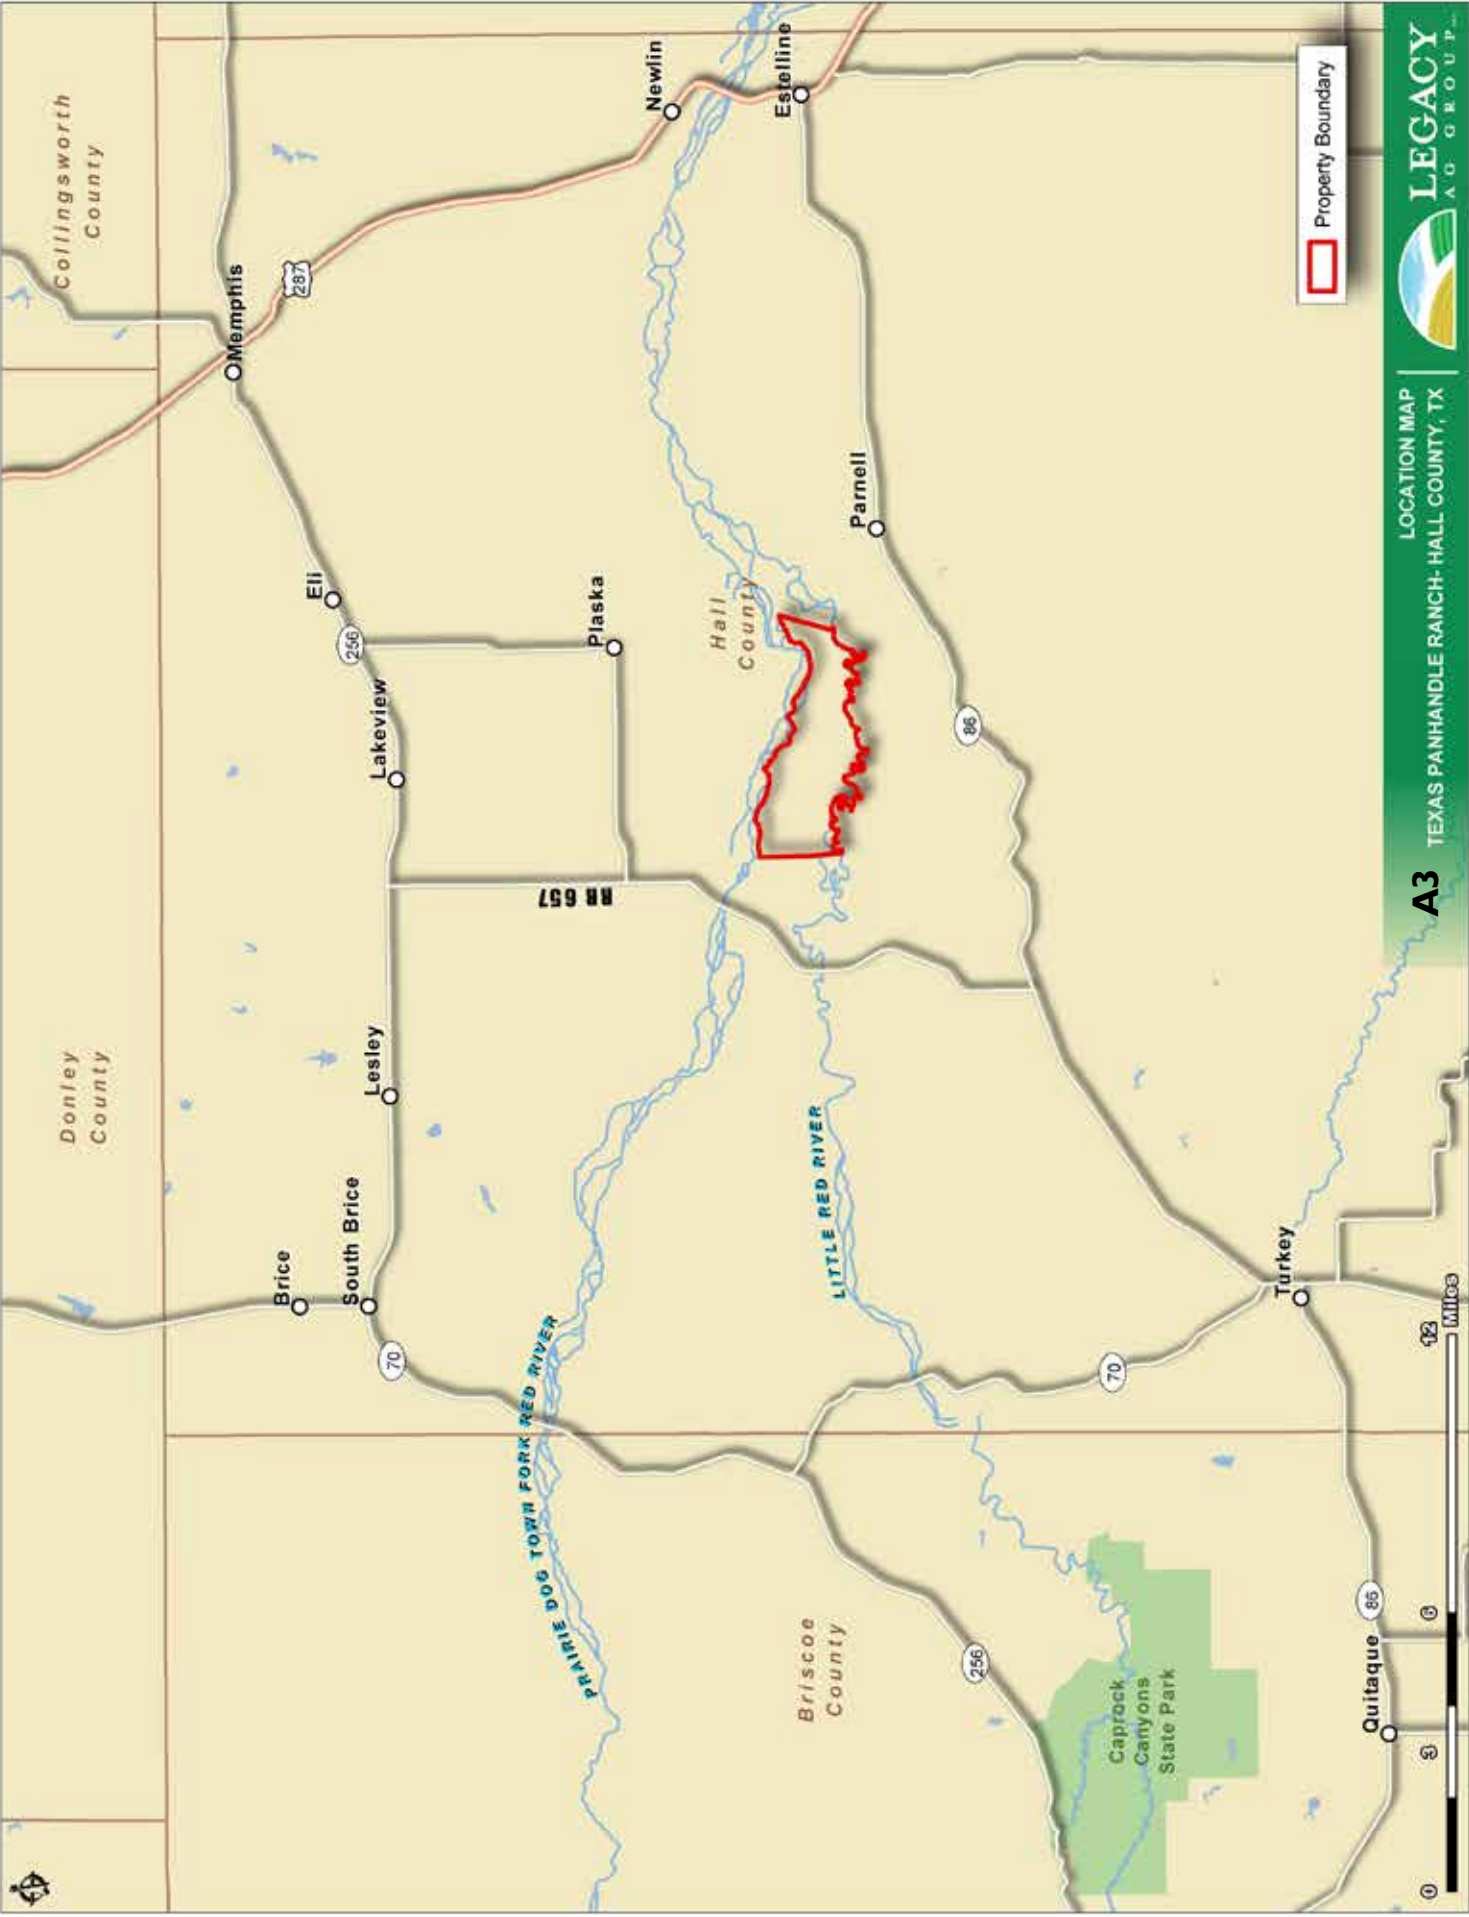 Collingsworth
County
Donley
County
Memphis
287
Newlin
Estelline
Eli
256
Lakeview
Plaska
Lesley
Brice
South Brice
70
RR 657
Hall
County
Parnell
86
PRAIRIE DOG TOWN FORK RED RIVER
LITTLE RED RIVER
70
Turkey
Briscoe
County
256
Caprock
Canyons
State Park
Quitaque
86
0 3 6 12
Miles
Property Boundary
A3
LOCATION MAP
TEXAS PANHANDLE RANCH- HALL COUNTY, TX
LEGACY
AG GROUP